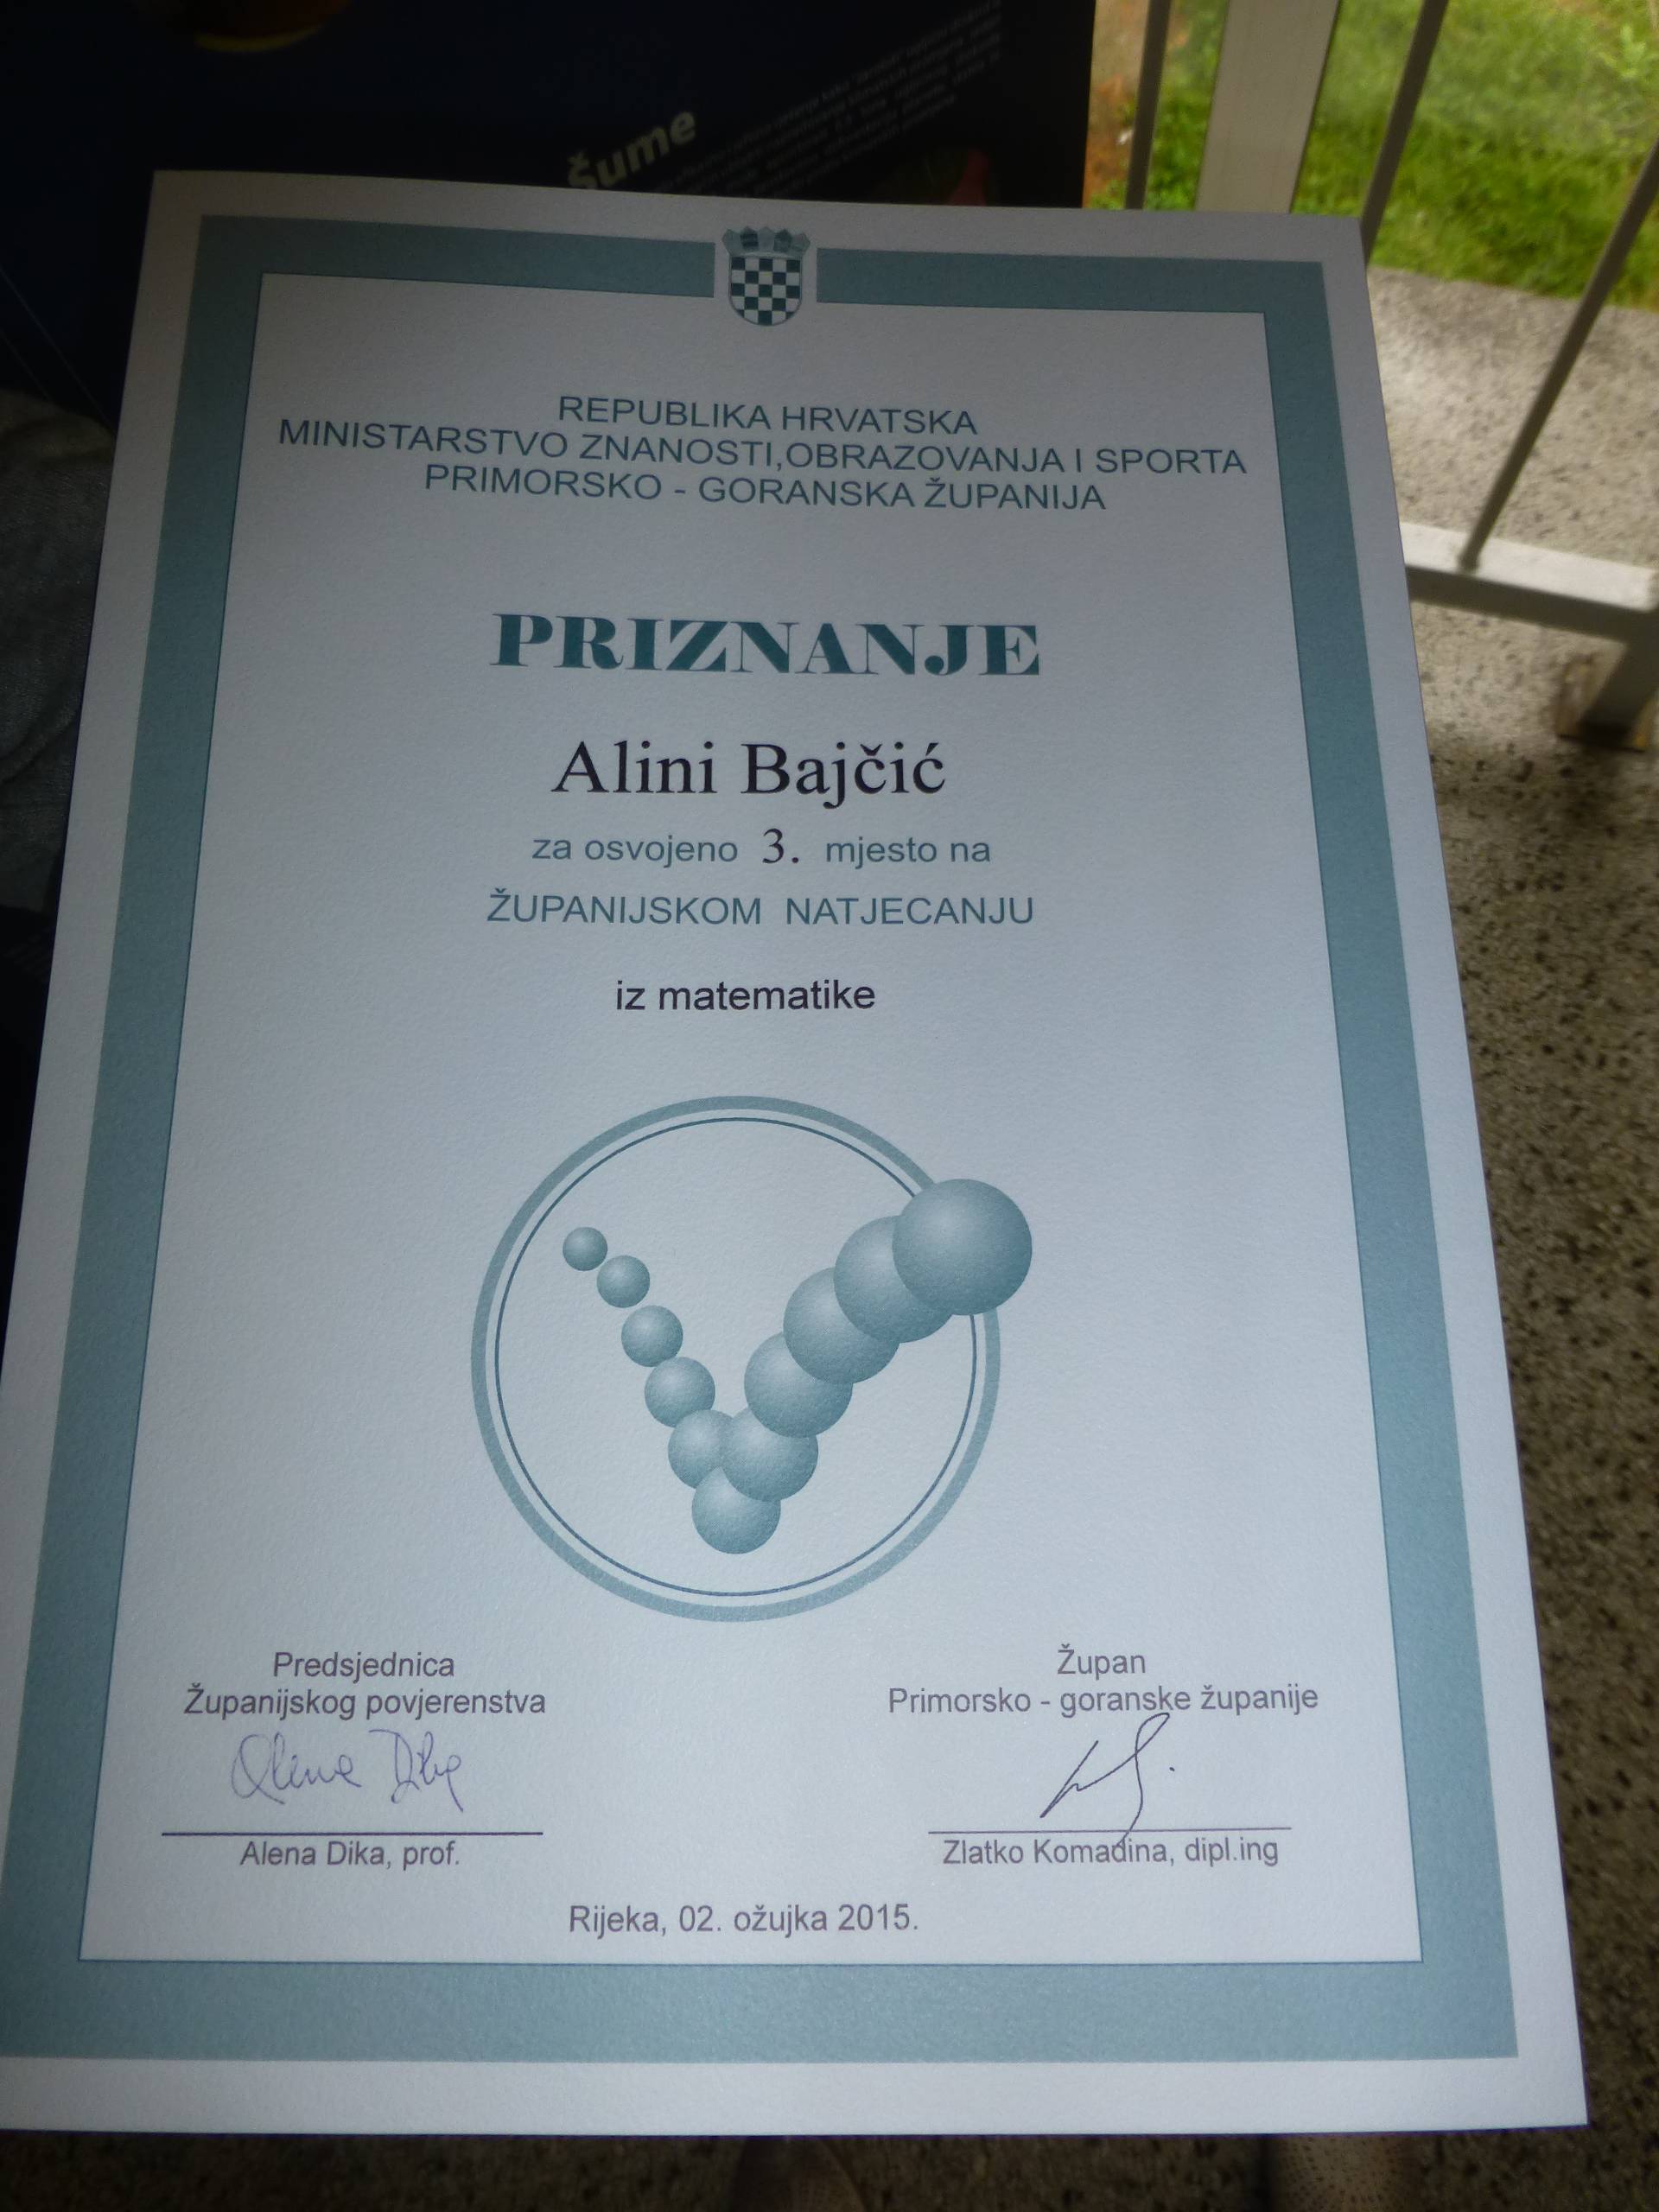 Šume
REPUBLIKA HRVATSKA
MINISTARSTVO ZNANOSTI,OBRAZOVANJA I SPORTA
PRIMORSKO - GORANSKA ŽUPANIJA
PRIZNANJE
Alini Bajčić
za osvojeno 3. mjesto na
ŽUPANIJSKOM NATJECANJU
iz matematike
Predsjednica
Županijskog povjerenstva
Alena Dika
Alena Dika, prof.
Župan
Primorsko - goranske županije
Zlatko Komadina, dipl.ing
Rijeka, 02. ožujka 2015.